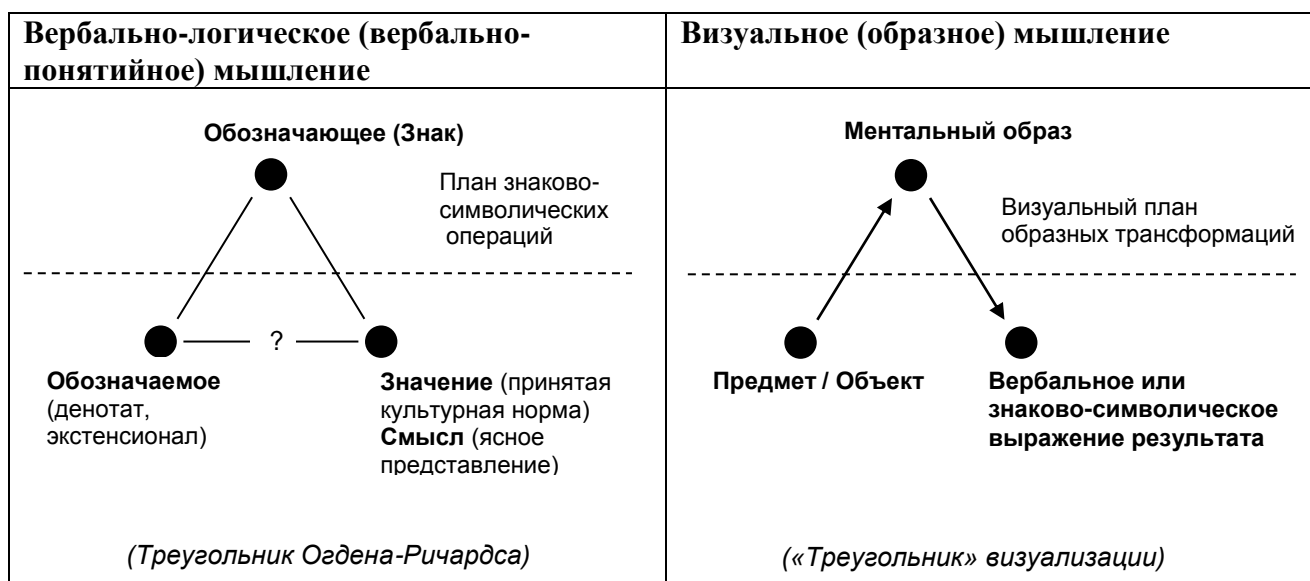 Вербально-логическое (вербально-
понятийное) мышление
Обозначающее (Знак)
План знаково-
символических
операций
?
Обозначаемое
(денотат,
экстенсионал)
Значение (принятая
культурная норма)
Смысл (ясное
представление)
(Треугольник Огдена-Ричардса)
Визуальное (образное) мышление
Ментальный образ
Визуальный план
образных трансформаций
Предмет / Объект
Вербальное или
знаково-символическое
выражение результата
(«Треугольник» визуализации)